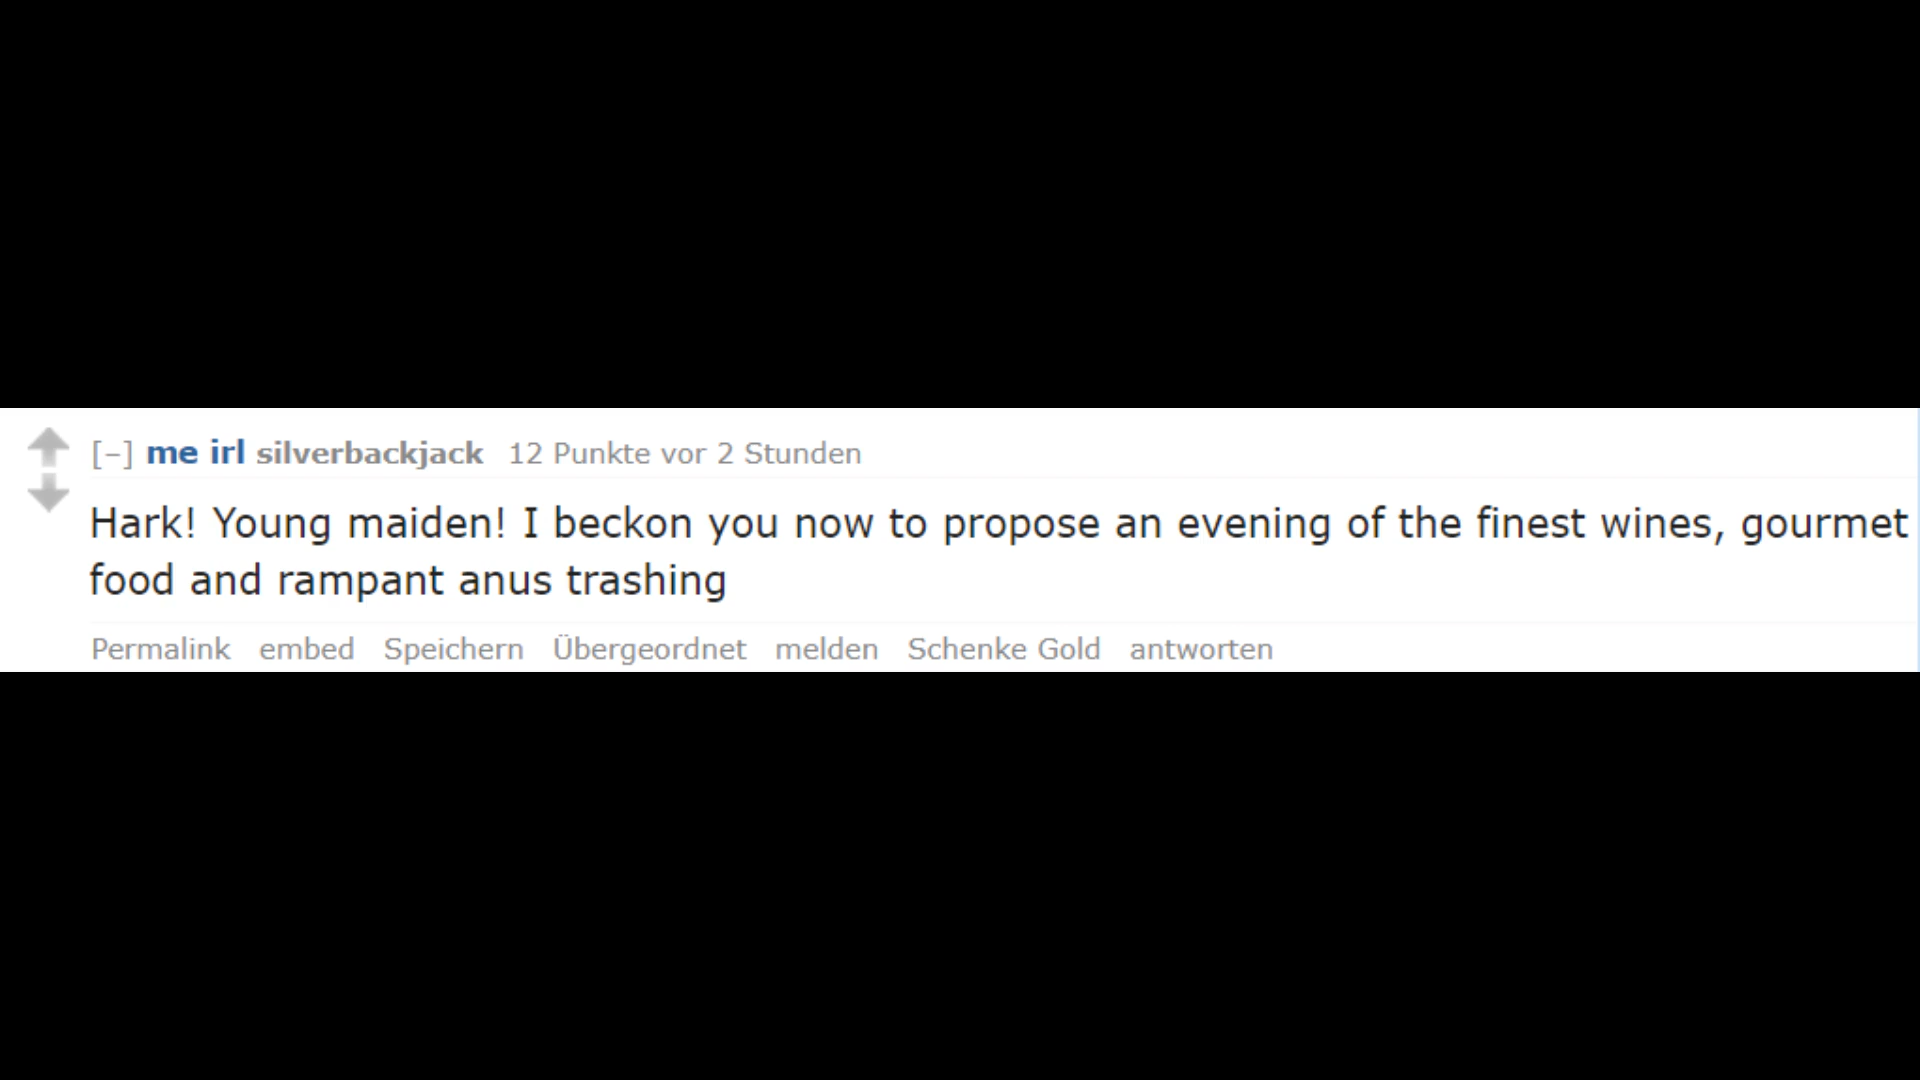 [–] me irl silverbackjack 12 Punkte vor 2 Stunden
Hark! Young maiden! I beckon you now to propose an evening of the finest wines, gourmet
food and rampant anus trashing
Permalink embed Speichern Übergeordnet melden Schenke Gold antworten